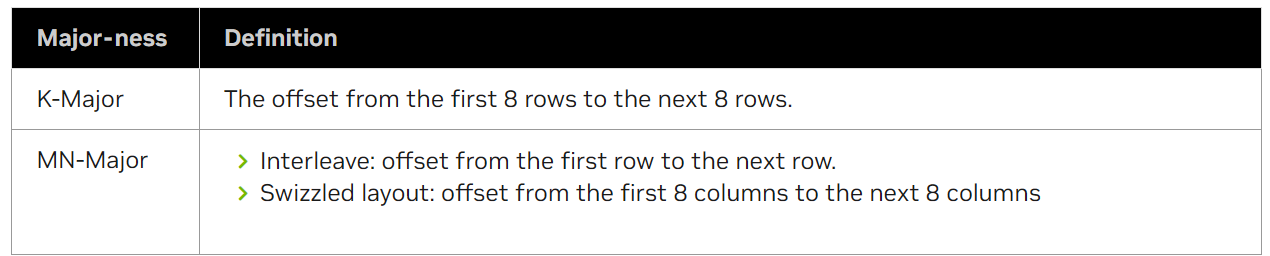 Major-ness Definition
K-Major The offset from the first 8 rows to the next 8 rows.
MN-Major Interleave: offset from the first row to the next row.
Swizzled layout: offset from the first 8 columns to the next 8 columns